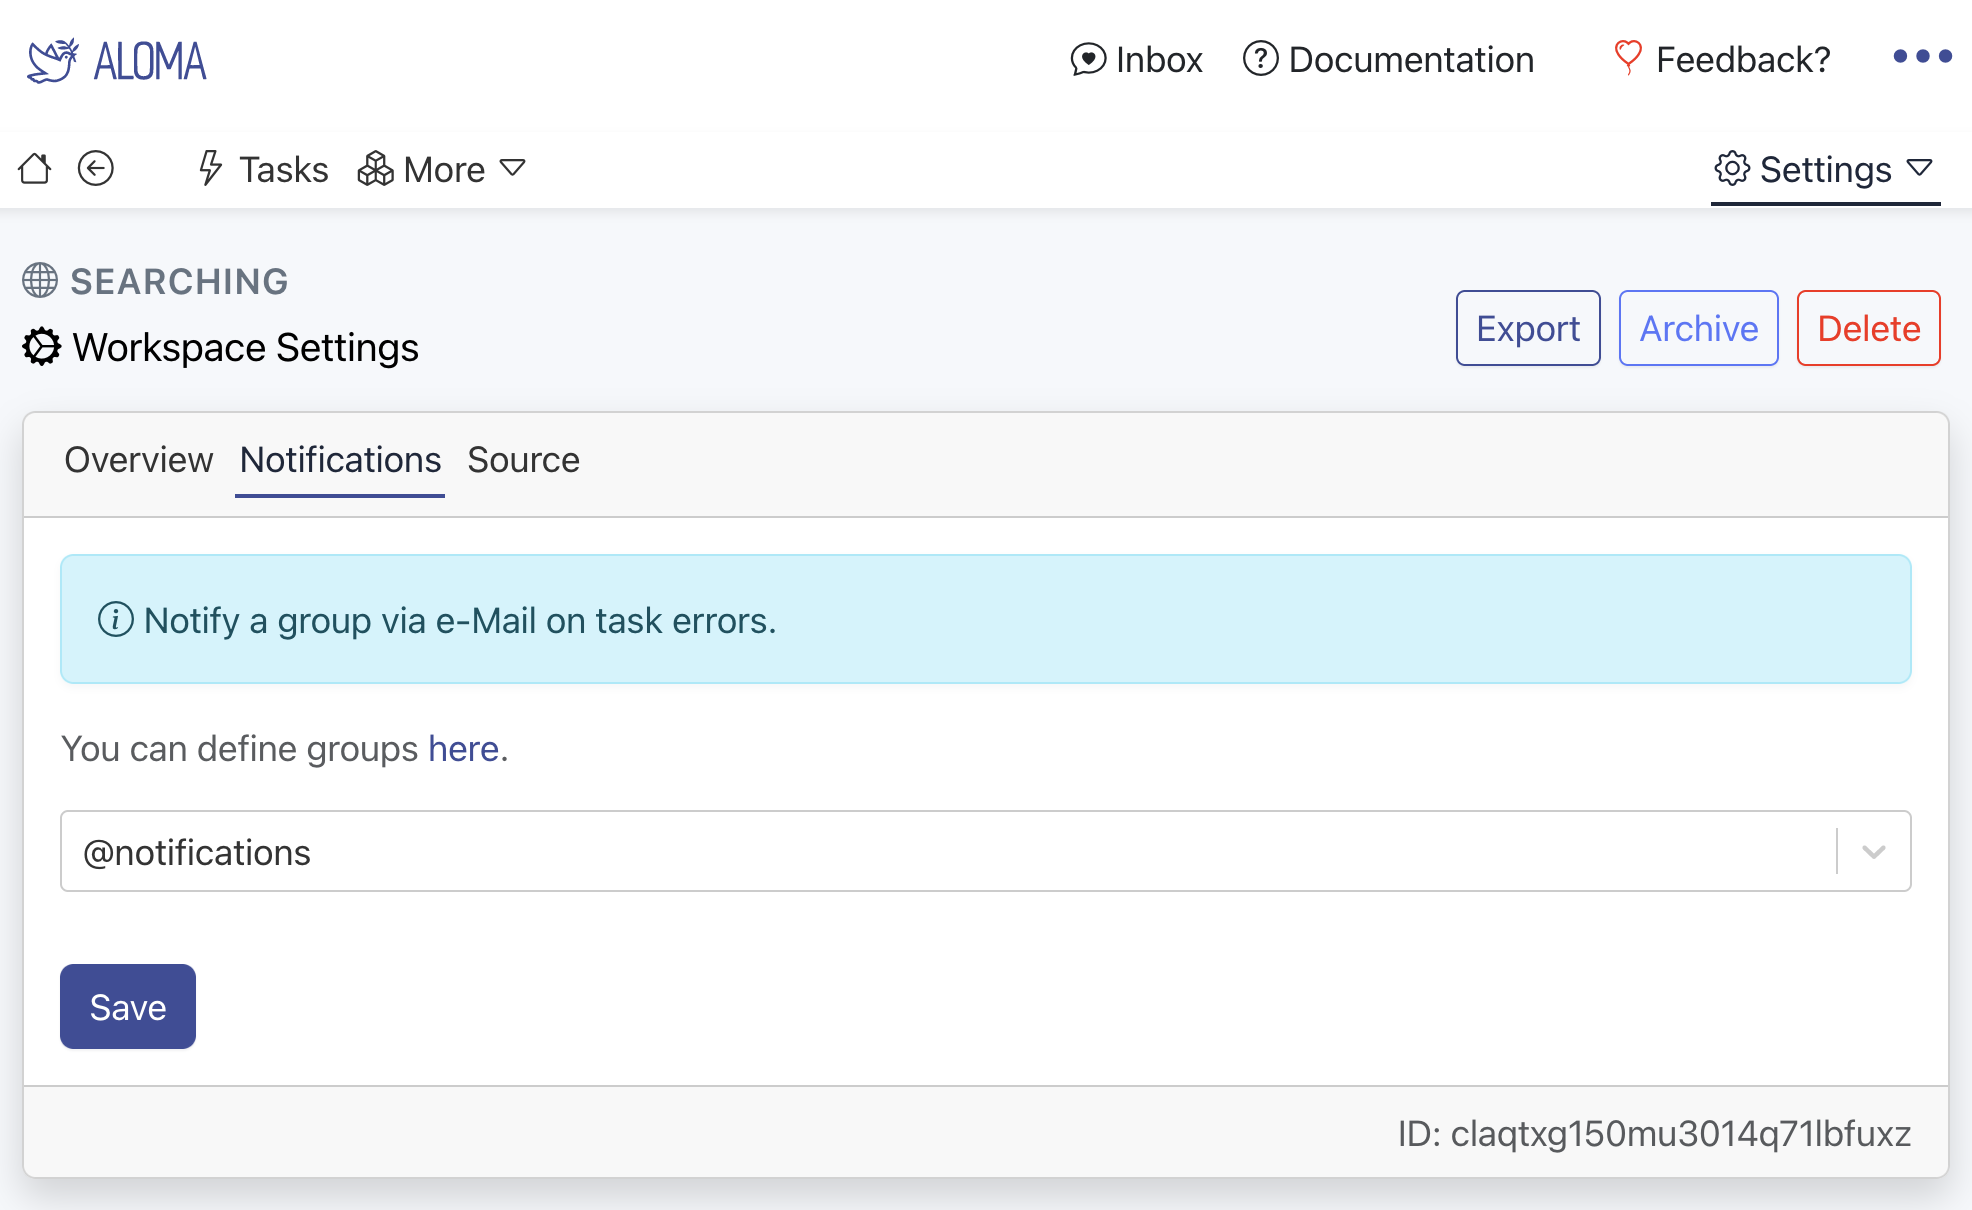 ALOMA
Inbox
Documentation
Feedback?
Tasks
More
Settings
SEARCHING
Workspace Settings
Export
Archive
Delete
Overview
Notifications
Source
Notify a group via e-Mail on task errors.
You can define groups here.
@notifications
Save
ID: claqtxg150mu3014q71lbfuxz